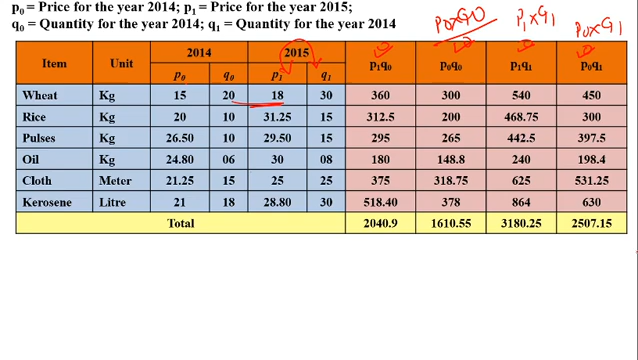 p0 = Price for the year 2014; p1 = Price for the year 2015;
q0 = Quantity for the year 2014; q1 = Quantity for the year 2014
P0×G0 P1×G1 P0×G1
Item Unit 2014 2015 p1q0 p0q0 p1q1 p0q1
p0 q0 p1 q1
Wheat Kg 15 20 18 30 360 300 540 450
Rice Kg 20 10 31.25 15 312.5 200 468.75 300
Pulses Kg 26.50 10 29.50 15 295 265 442.5 397.5
Oil Kg 24.80 06 30 08 180 148.8 240 198.4
Cloth Meter 21.25 15 25 25 375 318.75 625 531.25
Kerosene Litre 21 18 28.80 30 518.40 378 864 630
Total 2040.9 1610.55 3180.25 2507.15